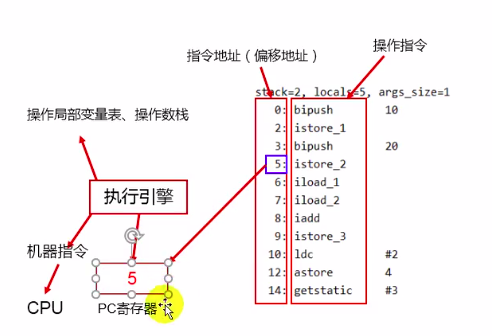 指令地址（偏移地址）
操作指令
stack=2, locals=5, args_size=1
操作局部变量表、操作数栈
0: bipush 10
2: istore_1
3: bipush 20
5: istore_2
6: iload_1
7: iload_2
8: iadd
9: istore_3
10: ldc #2
12: astore 4
14: getstatic #3
执行引擎
机器指令
5
CPU
PC寄存器